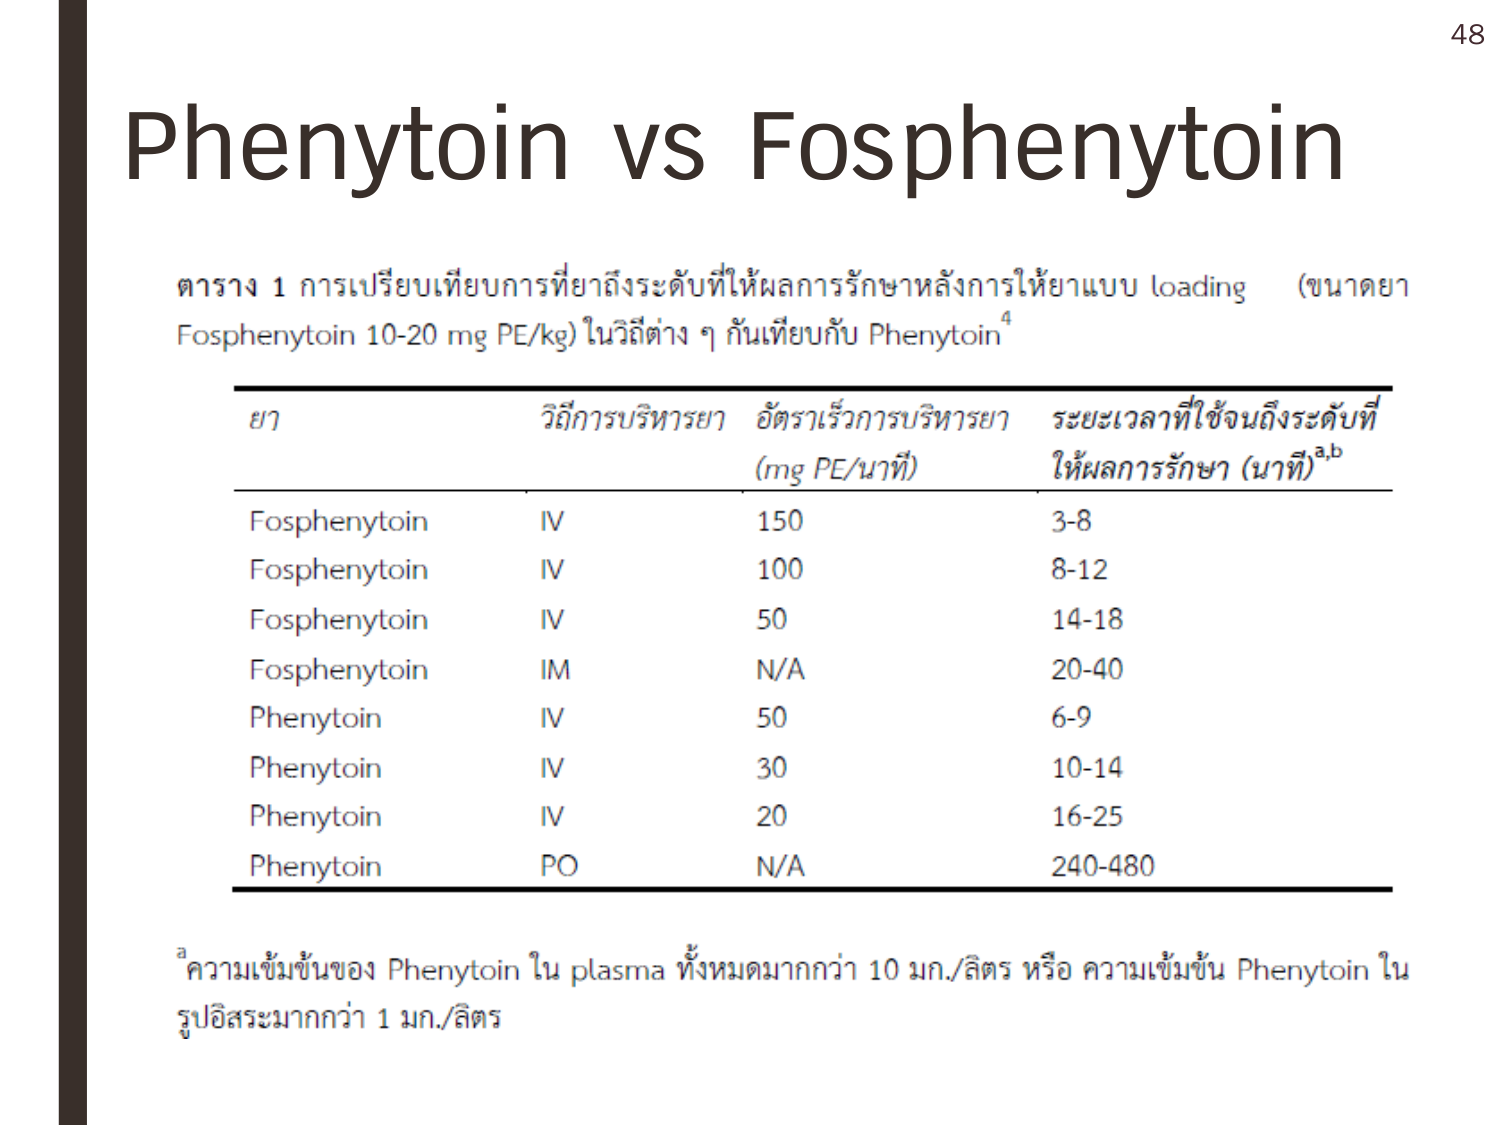 48
Phenytoin vs Fosphenytoin
ตาราง 1 การเปรียบเทียบการที่ยาถึงระดับที่ให้ผลการรักษาหลังการให้ยาแบบ loading (ขนาดยา
Fosphenytoin 10-20 mg PE/kg) ในวิถีต่าง ๆ กันเทียบกับ Phenytoin4
ยา วิถีการบริหารยา อัตราเร็วการบริหารยา ระยะเวลาที่ใช้จนถึงระดับที่
(mg PE/นาที) ให้ผลการรักษา (นาที)a,b
Fosphenytoin IV 150 3-8
Fosphenytoin IV 100 8-12
Fosphenytoin IV 50 14-18
Fosphenytoin IM N/A 20-40
Phenytoin IV 50 6-9
Phenytoin IV 30 10-14
Phenytoin IV 20 16-25
Phenytoin PO N/A 240-480
aความเข้มข้นของ Phenytoin ใน plasma ทั้งหมดมากกว่า 10 มก./ลิตร หรือ ความเข้มข้น Phenytoin ใน
รูปอิสระมากกว่า 1 มก./ลิตร